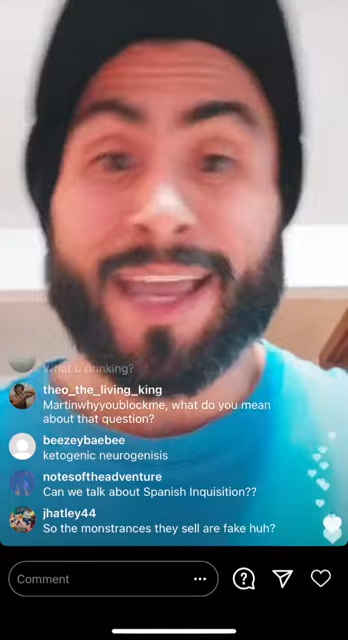 What u drinking?
theo_the_living_king
Martinwhyyoublockme, what do you mean
about that question?
beezeybaebee
ketogenic neurogenisis
notesoftheadventure
Can we talk about Spanish Inquisition??
jhatley44
So the monstrances they sell are fake huh?
Comment